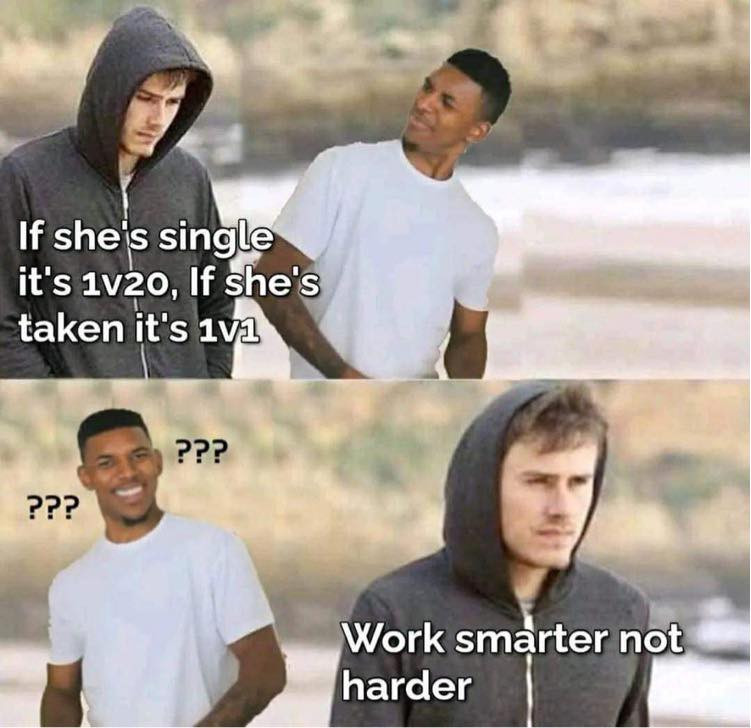 If she's single
it's 1v20, If she's
taken it's 1v1
???
???
Work smarter not
harder